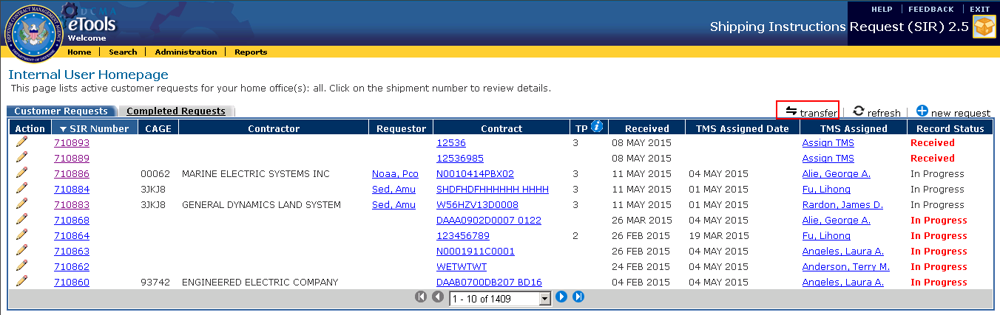 DCMA
eTools
Welcome
DEFENSE CONTRACT MANAGEMENT AGENCY
DEPARTMENT OF DEFENSE
HELP | FEEDBACK | EXIT
Shipping Instructions Request (SIR) 2.5
Home | Search | Administration | Reports
Internal User Homepage
This page lists active customer requests for your home office(s): all. Click on the shipment number to review details.
Customer Requests Completed Requests transfer | refresh | new request
Action SIR Number CAGE Contractor Requestor Contract TP i Received TMS Assigned Date TMS Assigned Record Status
710893 12536 3 08 MAY 2015 Assign TMS Received
710889 12536985 08 MAY 2015 Assign TMS Received
710886 00062 MARINE ELECTRIC SYSTEMS INC Noaa, Pco N0010414PBX02 3 11 MAY 2015 04 MAY 2015 Alie, George A. In Progress
710884 3JKJ8 Sed, Amu SHDFHDFHHHHHH HHHH 3 11 MAY 2015 01 MAY 2015 Fu, Lihong In Progress
710883 3JKJ8 GENERAL DYNAMICS LAND SYSTEM Sed, Amu W56HZV13D0008 3 11 MAY 2015 01 MAY 2015 Rardon, James D. In Progress
710868 DAAA0902D0007 0122 26 MAR 2015 04 MAY 2015 Alie, George A. In Progress
710864 123456789 2 26 FEB 2015 19 MAR 2015 Fu, Lihong In Progress
710863 N0001911C0001 26 FEB 2015 04 MAY 2015 Angeles, Laura A. In Progress
710862 WETWTWT 24 FEB 2015 04 MAY 2015 Anderson, Terry M. In Progress
710860 93742 ENGINEERED ELECTRIC COMPANY DAAB0700DB207 BD16 04 FEB 2015 04 MAY 2015 Angeles, Laura A. In Progress
1 - 10 of 1409